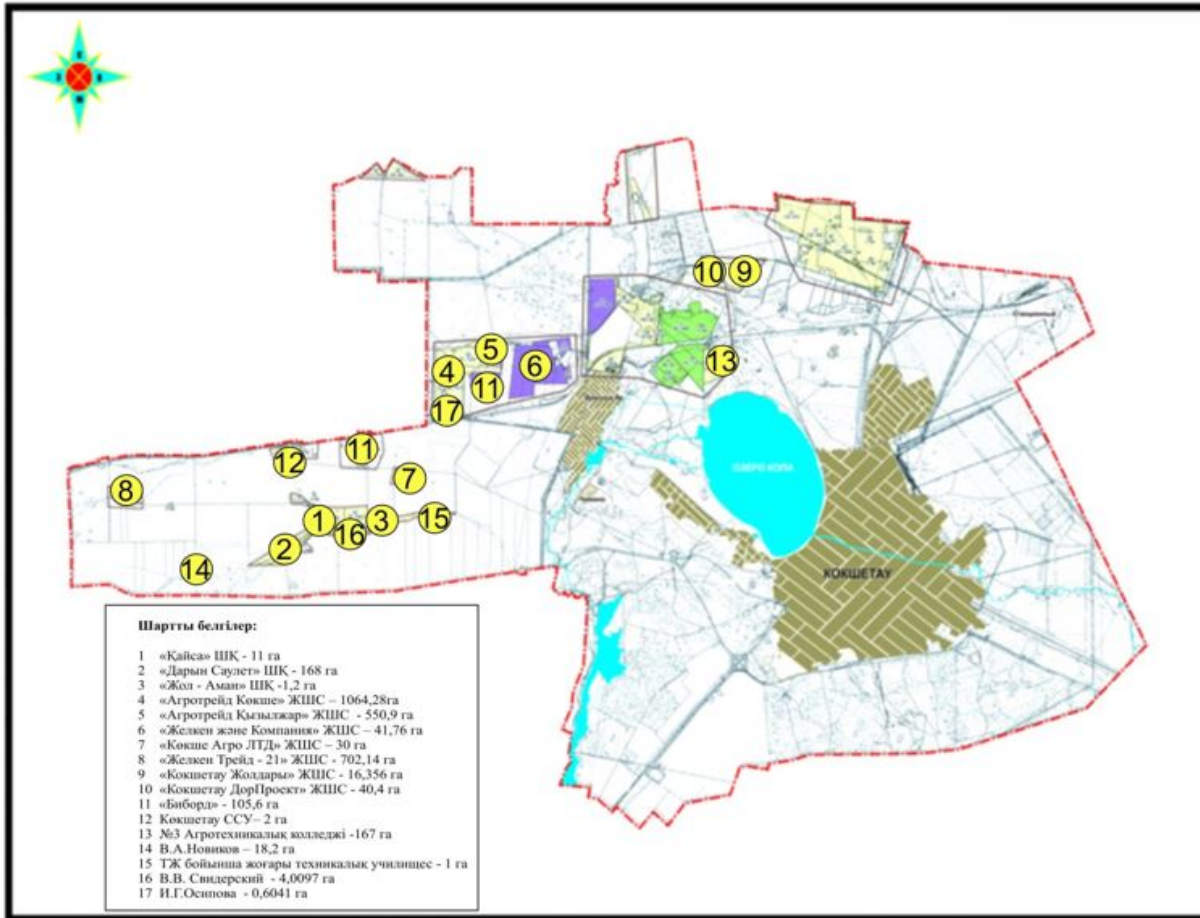 10
9
5
6
13
4
11
17
12
11
7
8
1
3
15
16
2
14
ОЗЕРО КОПА
КОКШЕТАУ
Шартты белгілер:
1 «Қайса» ШҚ - 11 га
2 «Дарын Саулет» ШҚ - 168 га
3 «Жол - Аман» ШҚ -1,2 га
4 «Агротрейд Көкше» ЖШС – 1064,28га
5 «Агротрейд Қызылжар» ЖШС - 550,9 га
6 «Желкен және Компания» ЖШС – 41,76 га
7 «Көкше Агро ЛТД» ЖШС – 30 га
8 «Желкен Трейд - 21» ЖШС - 702,14 га
9 «Кокшетау Жолдары» ЖШС - 16,356 га
10 «Кокшетау ДорПроект» ЖШС - 40,4 га
11 «Биборд» - 105,6 га
12 Көкшетау ССУ– 2 га
13 №3 Агротехникалық колледжі -167 га
14 В.А.Новиков – 18,2 га
15 ТЖ бойынша жоғары техникалық училищес - 1 га
16 В.В. Свидерский - 4,0097 га
17 И.Г.Осипова - 0,6041 га